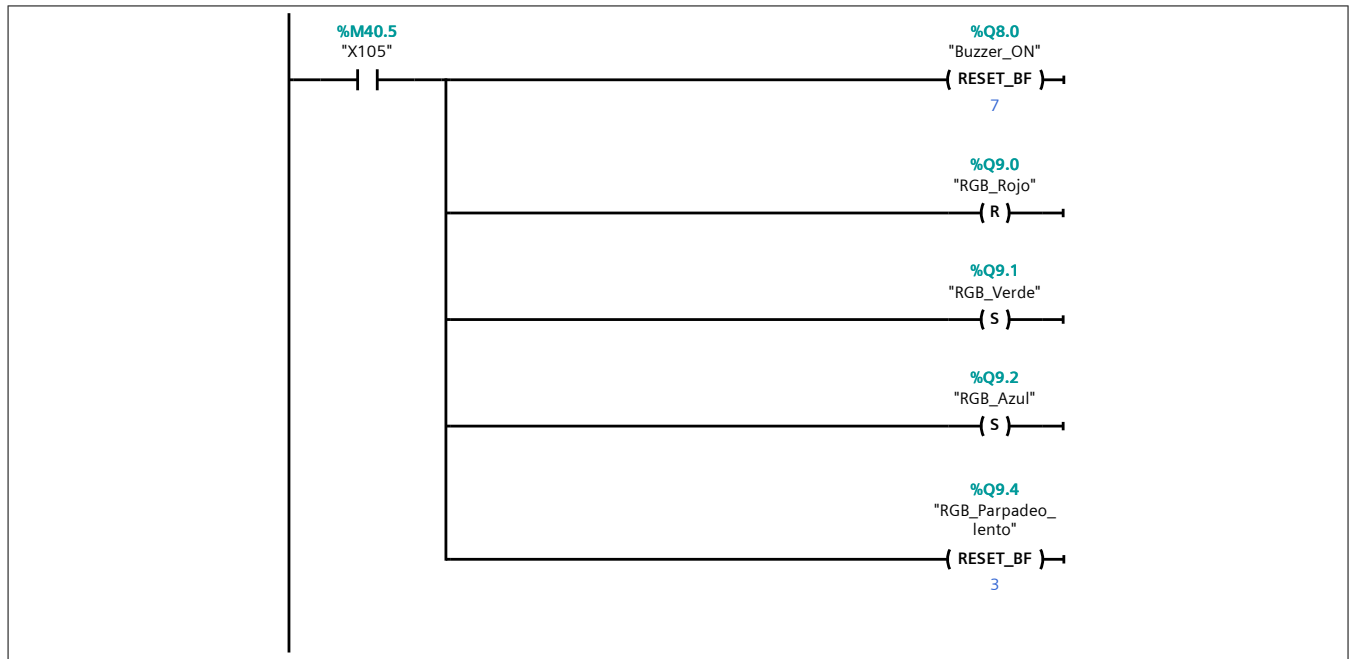 %M40.5
"X105"
%Q8.0
"Buzzer_ON"
RESET_BF
7
%Q9.0
"RGB_Rojo"
R
%Q9.1
"RGB_Verde"
S
%Q9.2
"RGB_Azul"
S
%Q9.4
"RGB_Parpadeo_
lento"
RESET_BF
3